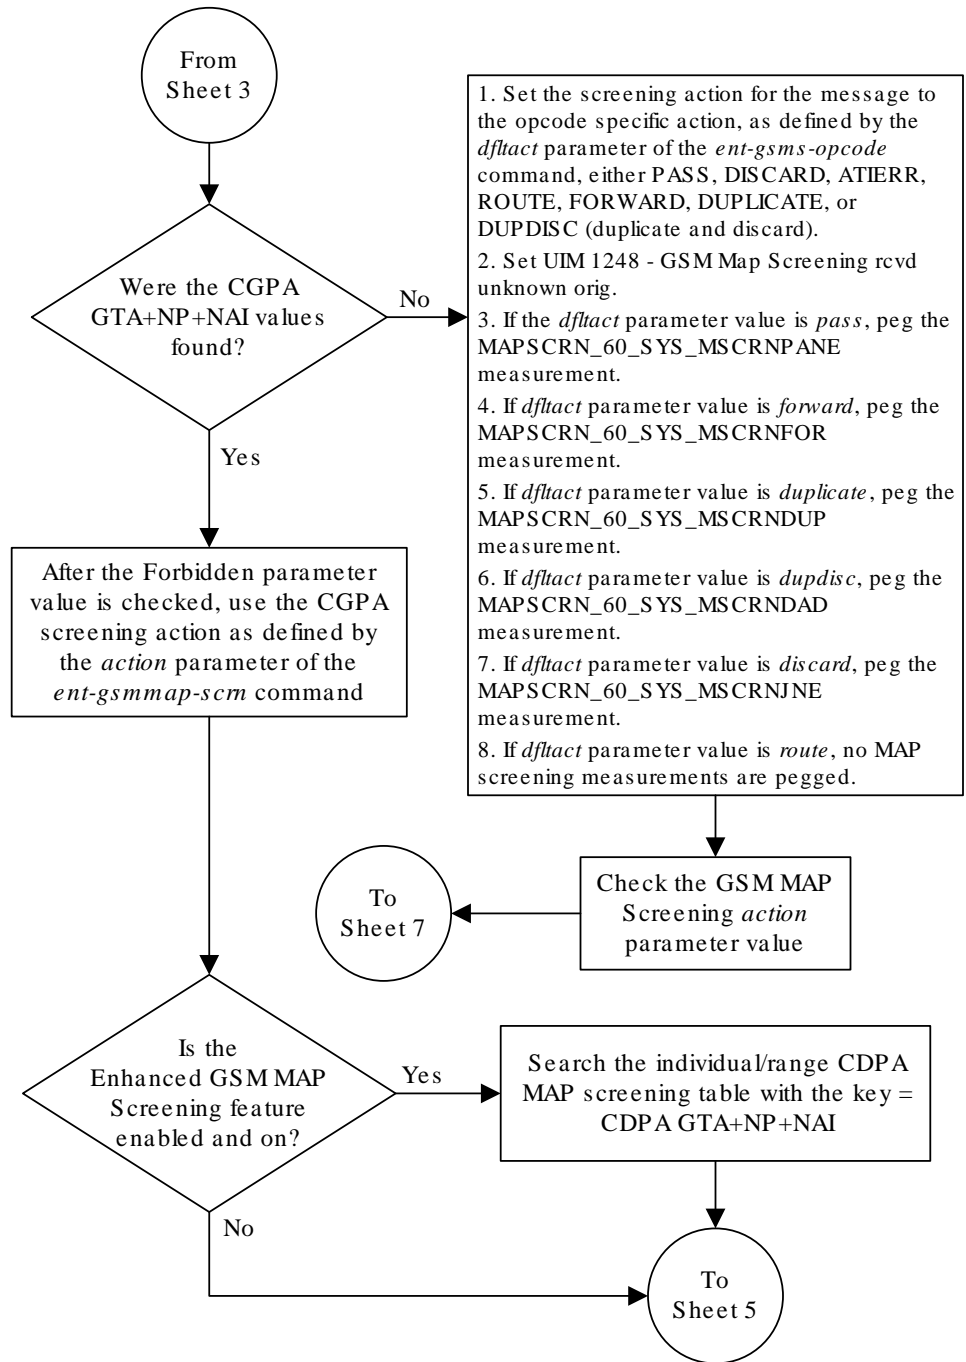 From
Sheet 3
Were the CGPA
GTA+NP+NAI values
found?
No
Yes
1. Set the screening action for the message to
the opcode specific action, as defined by the
dfltact parameter of the ent-gsms-opcode
command, either PASS, DISCARD, ATIERR,
ROUTE, FORWARD, DUPLICATE, or
DUPDISC (duplicate and discard).
2. Set UIM 1248 - GSM Map Screening rcvd
unknown orig.
3. If the dfltact parameter value is pass, peg the
MAPSCRN_60_SYS_MSCRNPANE
measurement.
4. If dfltact parameter value is forward, peg the
MAPSCRN_60_SYS_MSCRNFOR
measurement.
5. If dfltact parameter value is duplicate, peg the
MAPSCRN_60_SYS_MSCRNDUP
measurement.
6. If dfltact parameter value is dupdisc, peg the
MAPSCRN_60_SYS_MSCRNDAD
measurement.
7. If dfltact parameter value is discard, peg the
MAPSCRN_60_SYS_MSCRNJNE
measurement.
8. If dfltact parameter value is route, no MAP
screening measurements are pegged.
After the Forbidden parameter
value is checked, use the CGPA
screening action as defined by
the action parameter of the
ent-gsmmap-scrn command
Check the GSM MAP
Screening action
parameter value
To
Sheet 7
Is the
Enhanced GSM MAP
Screening feature
enabled and on?
Yes
No
Search the individual/range CDPA
MAP screening table with the key =
CDPA GTA+NP+NAI
To
Sheet 5